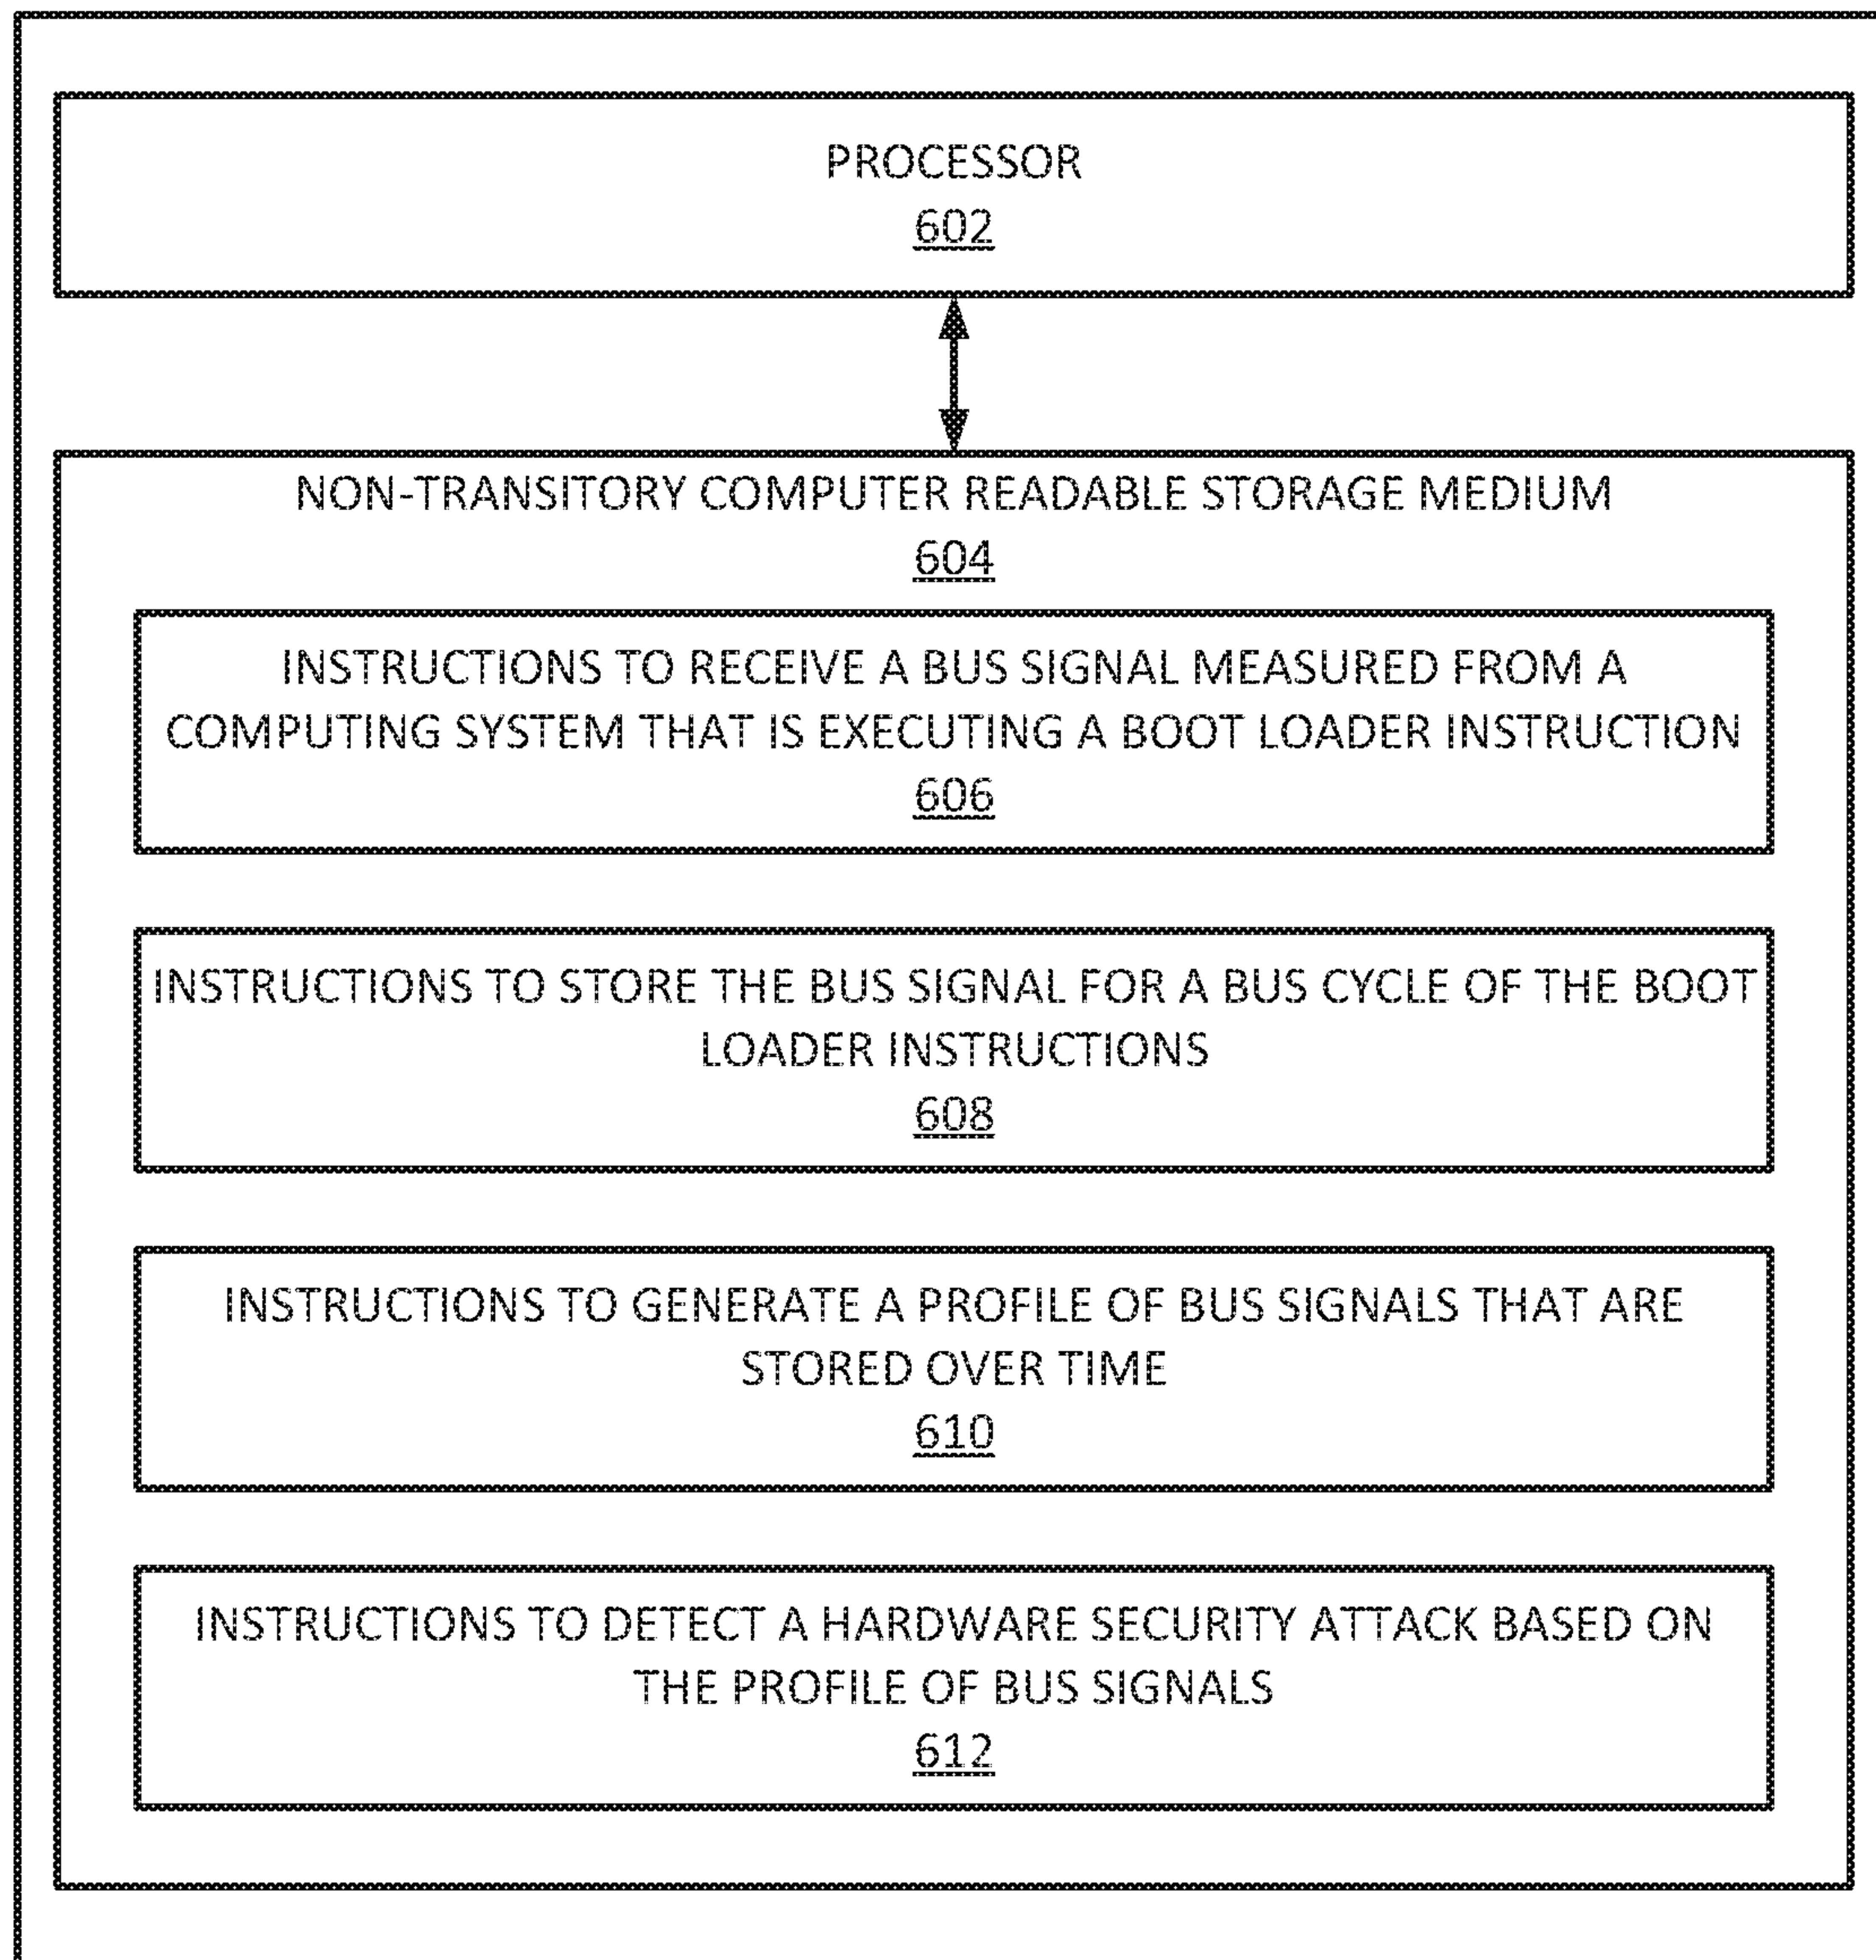 PROCESSOR
602
NON-TRANSITORY COMPUTER READABLE STORAGE MEDIUM
604
INSTRUCTIONS TO RECEIVE A BUS SIGNAL MEASURED FROM A
COMPUTING SYSTEM THAT IS EXECUTING A BOOT LOADER INSTRUCTION
606
INSTRUCTIONS TO STORE THE BUS SIGNAL FOR A BUS CYCLE OF THE BOOT
LOADER INSTRUCTIONS
608
INSTRUCTIONS TO GENERATE A PROFILE OF BUS SIGNALS THAT ARE
STORED OVER TIME
610
INSTRUCTIONS TO DETECT A HARDWARE SECURITY ATTACK BASED ON
THE PROFILE OF BUS SIGNALS
612